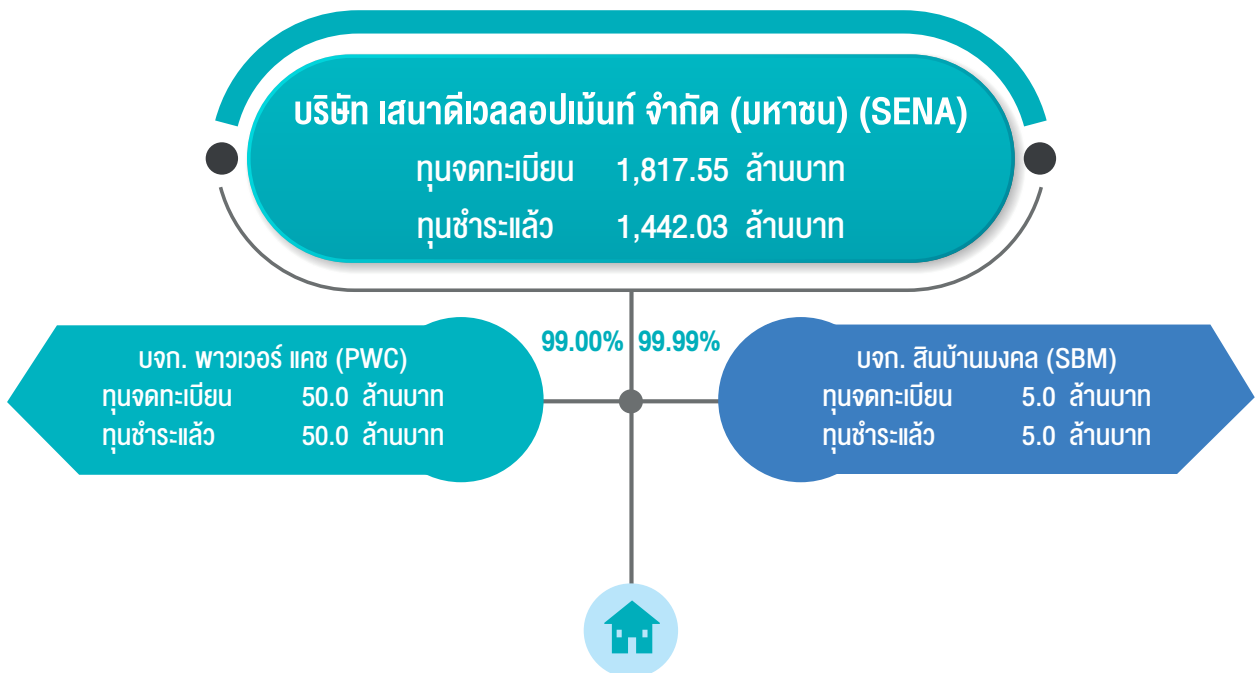 บริษัท เสนาดีเวลลอปเม้นท์ จำกัด (มหาชน) (SENA)
ทุนจดทะเบียน 1,817.55 ล้านบาท
ทุนชำระแล้ว 1,442.03 ล้านบาท
99.00% 99.99%
บจก. พาวเวอร์ แคช (PWC)
ทุนจดทะเบียน 50.0 ล้านบาท
ทุนชำระแล้ว 50.0 ล้านบาท
บจก. สินบ้านมงคล (SBM)
ทุนจดทะเบียน 5.0 ล้านบาท
ทุนชำระแล้ว 5.0 ล้านบาท